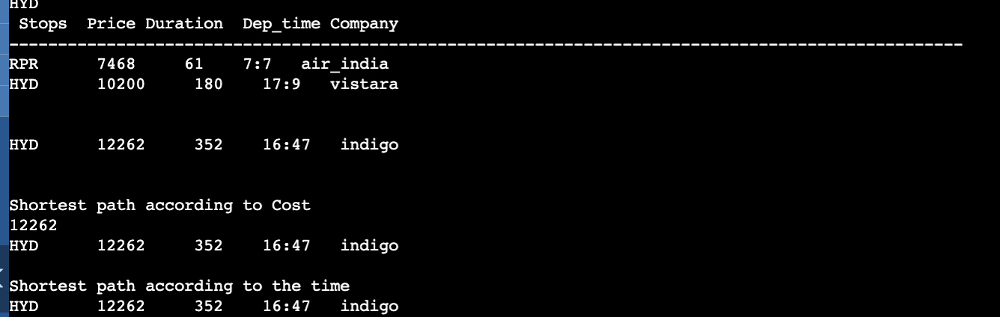 HYD
Stops Price Duration Dep_time Company
--------------------------------------------------------------------------------------------------
RPR 7468 61 7:7 air_india
HYD 10200 180 17:9 vistara
HYD 12262 352 16:47 indigo
Shortest path according to Cost
12262
HYD 12262 352 16:47 indigo
Shortest path according to the time
HYD 12262 352 16:47 indigo